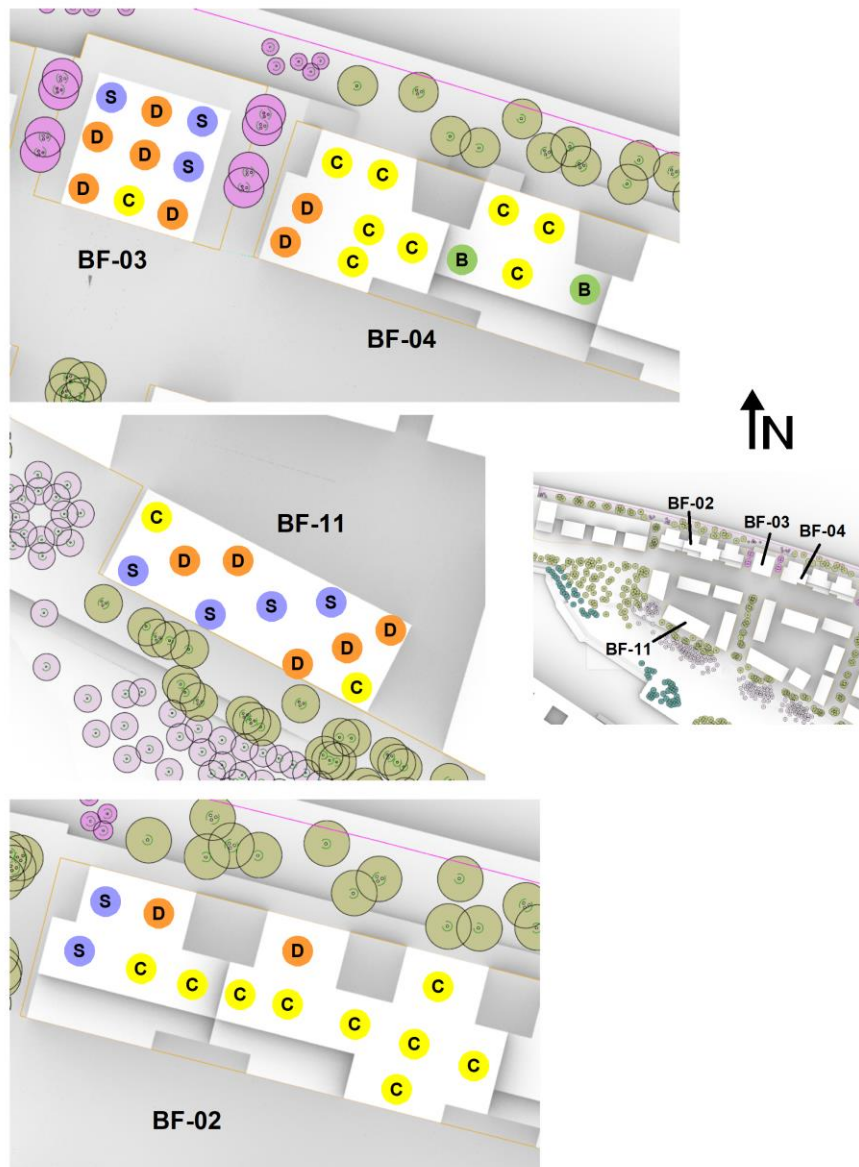 S D S
D D S
D C D
BF-03
C C
D C C
D C
C C
B C B
BF-04
N
BF-11
C
S D D
S S S
D D D
C
BF-02
BF-03
BF-04
BF-11
S D D
S C C C C
C
C C C
C
BF-02